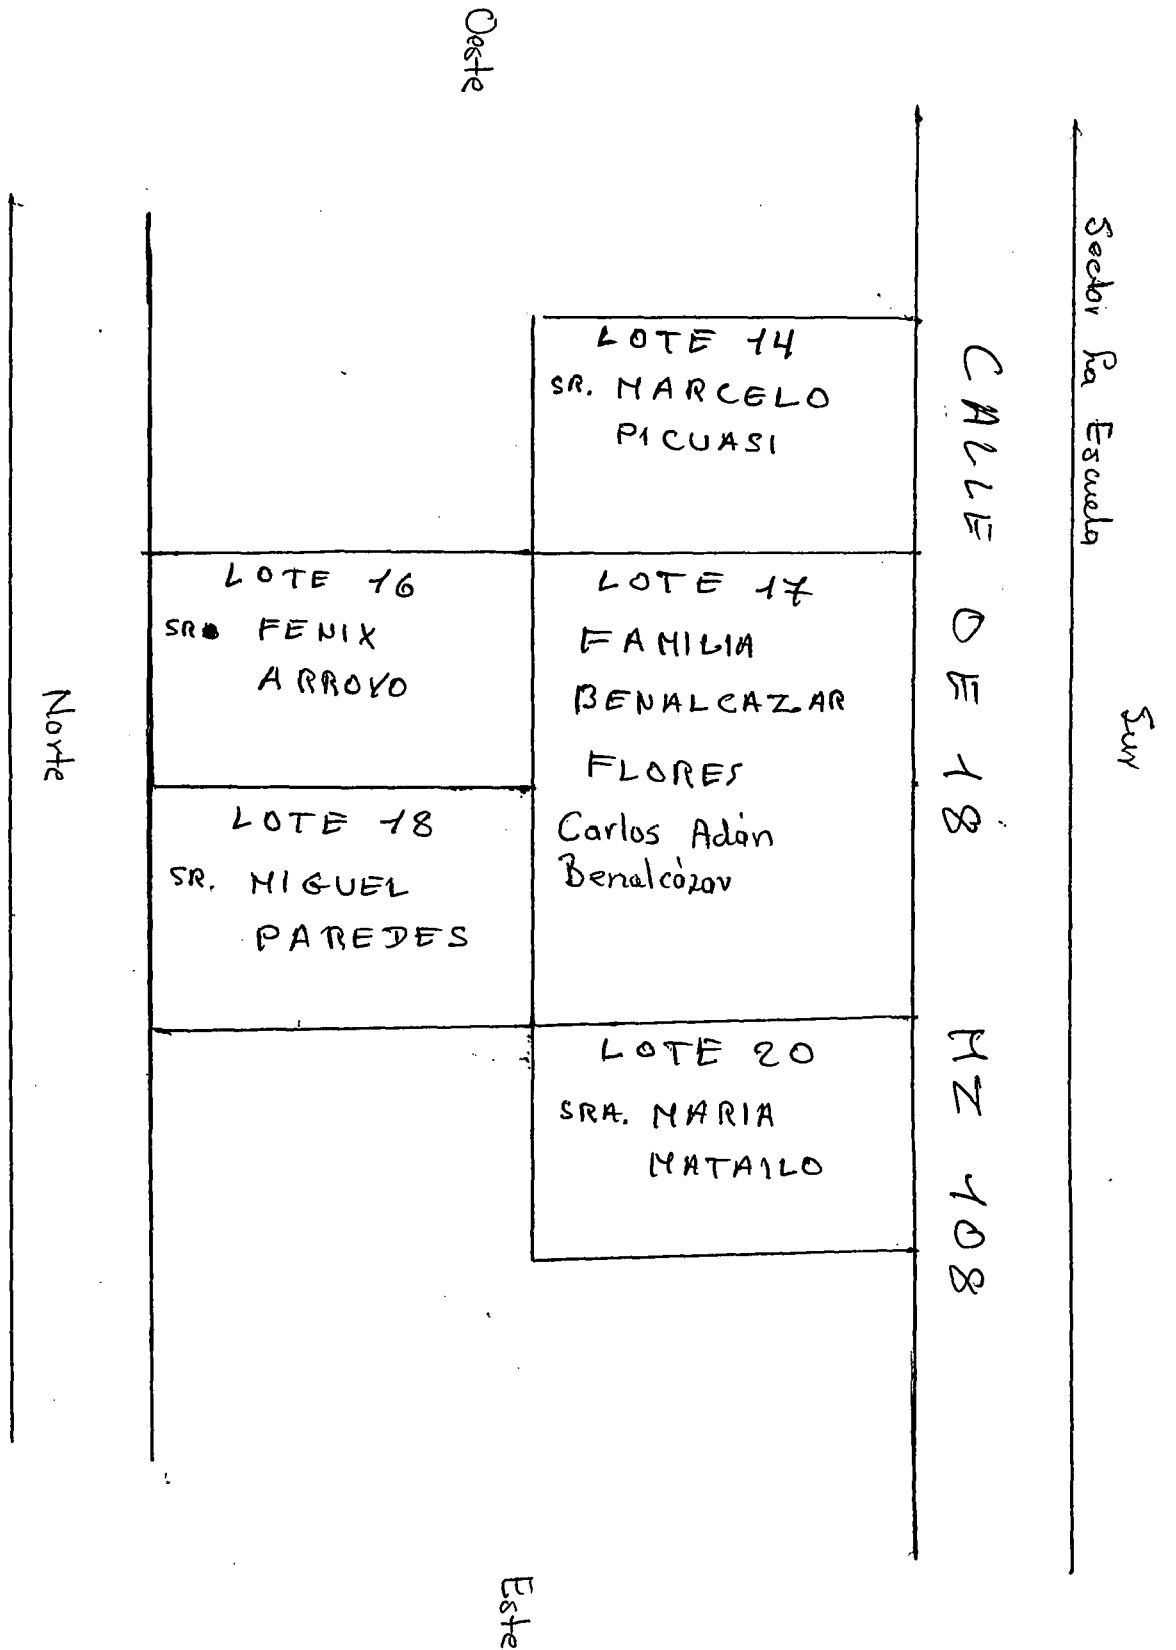 Oeste
Sector La Escuela
Sur
CALLE OE 18 MZ 108
LOTE 14
SR. MARCELO
PICUASI
LOTE 16
SR. FENIX
ARROYO
LOTE 17
FAMILIA
BENALCAZAR
FLORES
Carlos Adán
Benalcázar
LOTE 18
SR. MIGUEL
PAREDES
LOTE 20
SRA. MARIA
MATAILO
Norte
Este